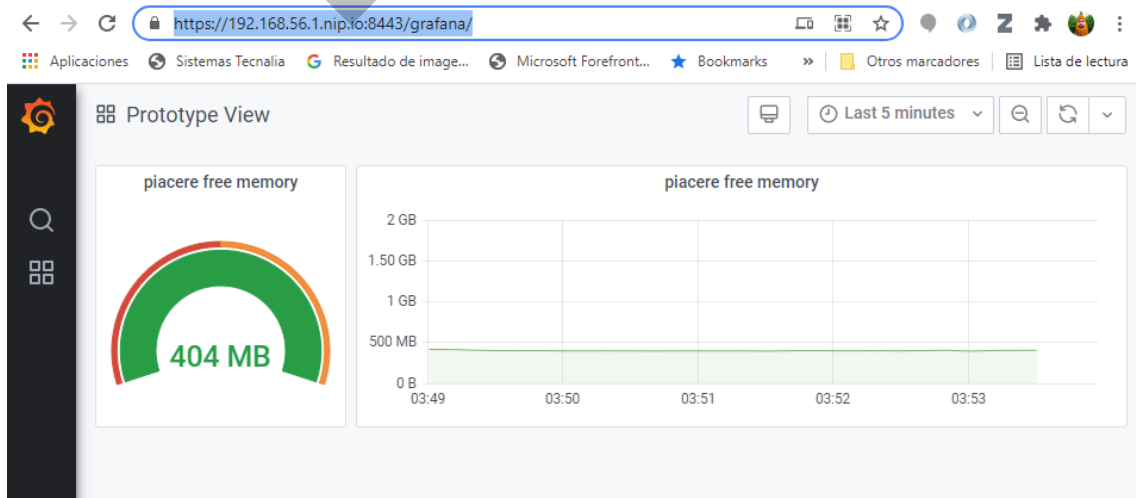 https://192.168.56.1.nip.io:8443/grafana/
Aplicaciones Sistemas Tecnalia Resultado de image... Microsoft Forefront... Bookmarks » Otros marcadores Lista de lectura
Prototype View Last 5 minutes
piacere free memory
404 MB
piacere free memory
2 GB
1.50 GB
1 GB
500 MB
0 B
03:49 03:50 03:51 03:52 03:53